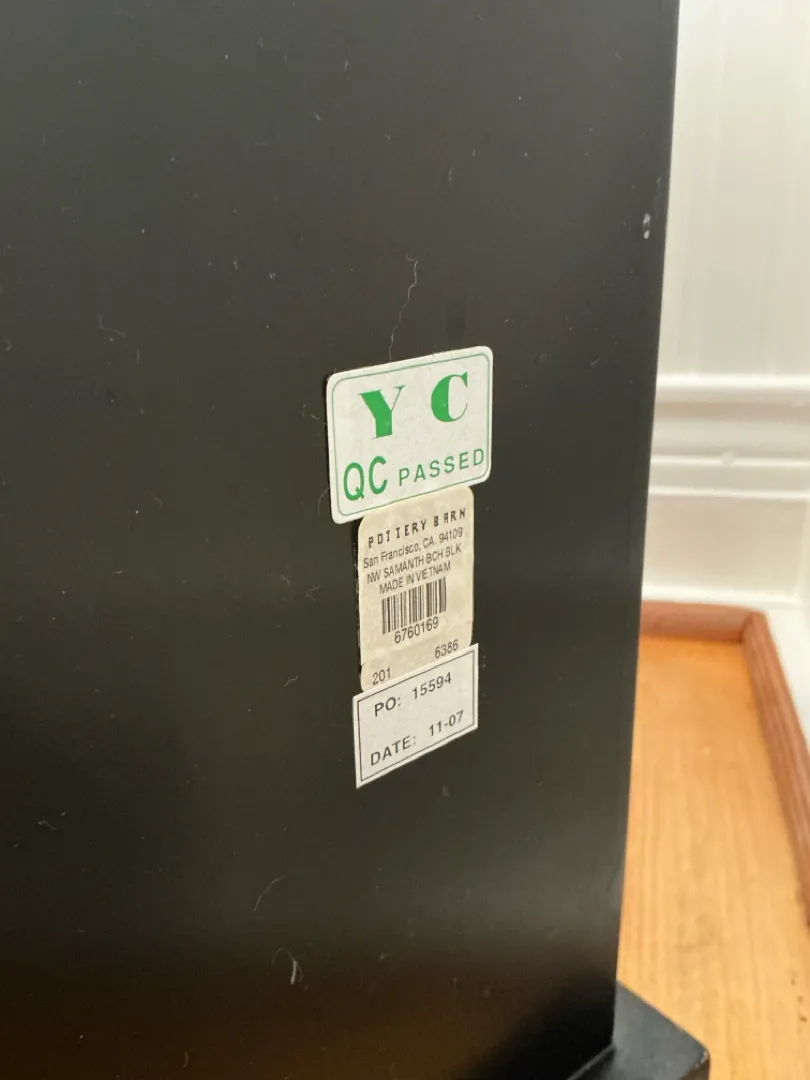 Y C
QC PASSED
POTTERY BARN
San Francisco, CA. 94109
NW SAMANTH BCH BLK
MADE IN VIETNAM
6760169
201 6386
PO: 15594
DATE: 11-07